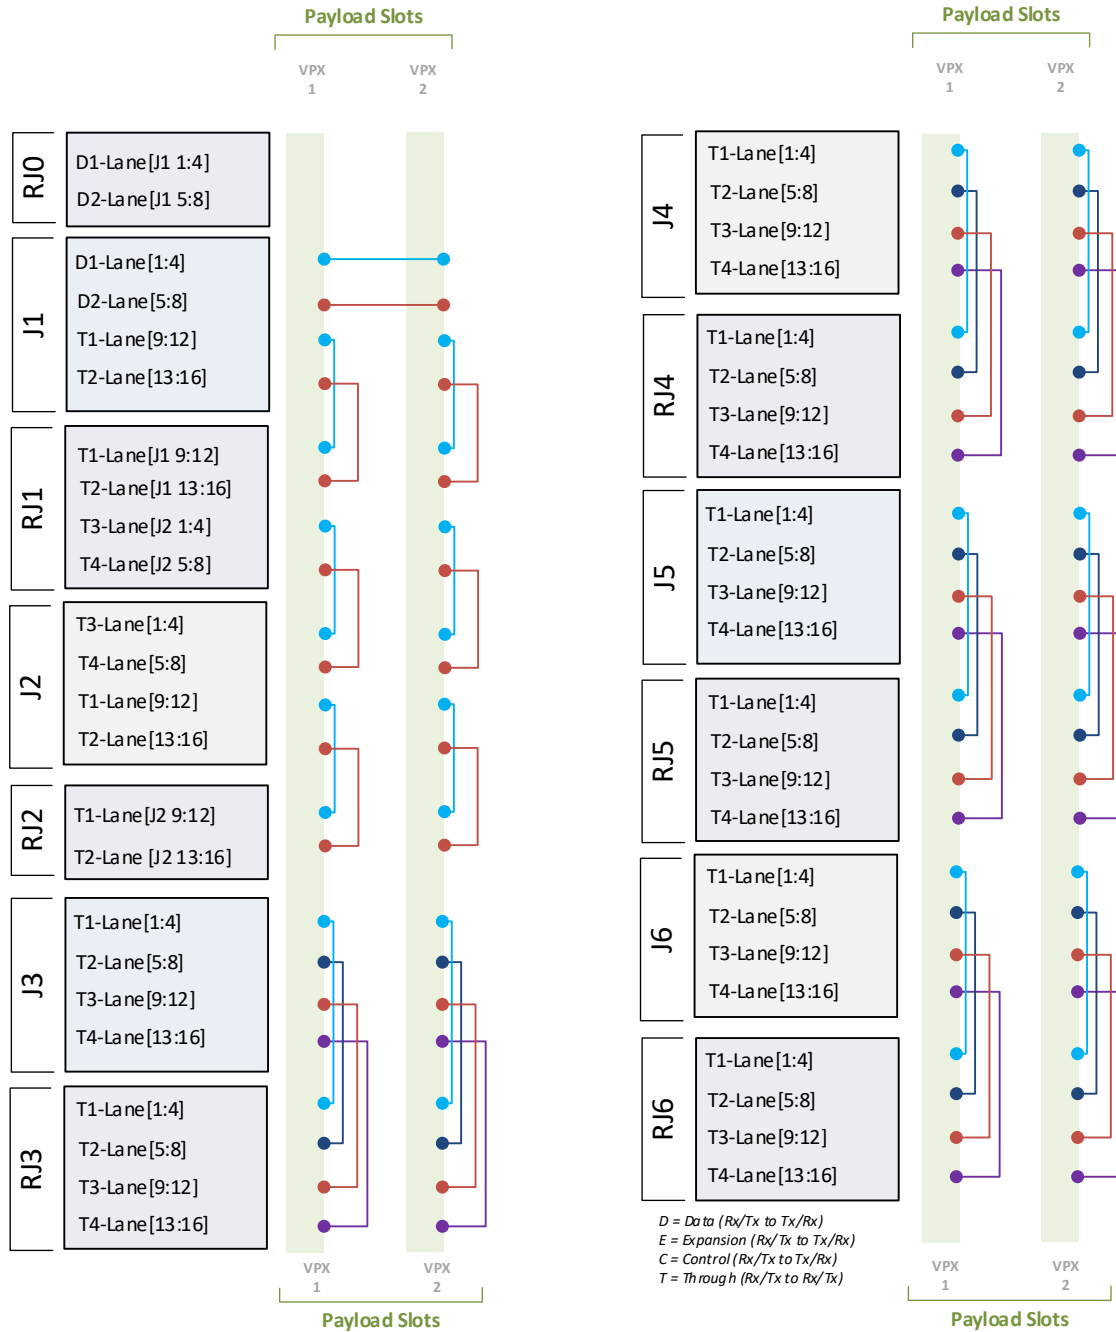 Payload Slots
VPX
1
VPX
2
RJ0
D1-Lane[J1 1:4]
D2-Lane[J1 5:8]
J1
D1-Lane[1:4]
D2-Lane[5:8]
T1-Lane[9:12]
T2-Lane[13:16]
RJ1
T1-Lane[J1 9:12]
T2-Lane[J1 13:16]
T3-Lane[J2 1:4]
T4-Lane[J2 5:8]
J2
T3-Lane[1:4]
T4-Lane[5:8]
T1-Lane[9:12]
T2-Lane[13:16]
RJ2
T1-Lane[J2 9:12]
T2-Lane [J2 13:16]
J3
T1-Lane[1:4]
T2-Lane[5:8]
T3-Lane[9:12]
T4-Lane[13:16]
RJ3
T1-Lane[1:4]
T2-Lane[5:8]
T3-Lane[9:12]
T4-Lane[13:16]
VPX
1
VPX
2
Payload Slots
Payload Slots
VPX
1
VPX
2
J4
T1-Lane[1:4]
T2-Lane[5:8]
T3-Lane[9:12]
T4-Lane[13:16]
RJ4
T1-Lane[1:4]
T2-Lane[5:8]
T3-Lane[9:12]
T4-Lane[13:16]
J5
T1-Lane[1:4]
T2-Lane[5:8]
T3-Lane[9:12]
T4-Lane[13:16]
RJ5
T1-Lane[1:4]
T2-Lane[5:8]
T3-Lane[9:12]
T4-Lane[13:16]
J6
T1-Lane[1:4]
T2-Lane[5:8]
T3-Lane[9:12]
T4-Lane[13:16]
RJ6
T1-Lane[1:4]
T2-Lane[5:8]
T3-Lane[9:12]
T4-Lane[13:16]
D = Data (Rx/Tx to Tx/Rx)
E = Expansion (Rx/Tx to Tx/Rx)
C = Control (Rx/Tx to Tx/Rx)
T = Through (Rx/Tx to Rx/Tx)
VPX
1
VPX
2
Payload Slots